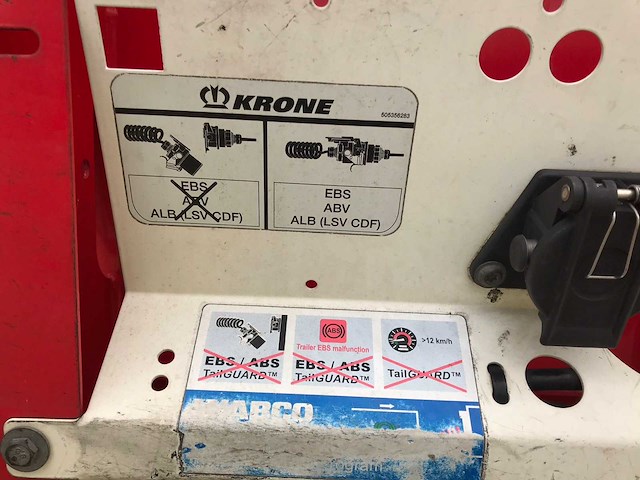 KRONE
505356283
EBS
ABV
ALB (LSV CDF)
EBS
ABV
ALB (LSV CDF)
ABS
Trailer EBS malfunction
>12 km/h
EBS / ABS
TailGUARD™
EBS / ABS
TailGUARD™
TailGUARD™
WABCO